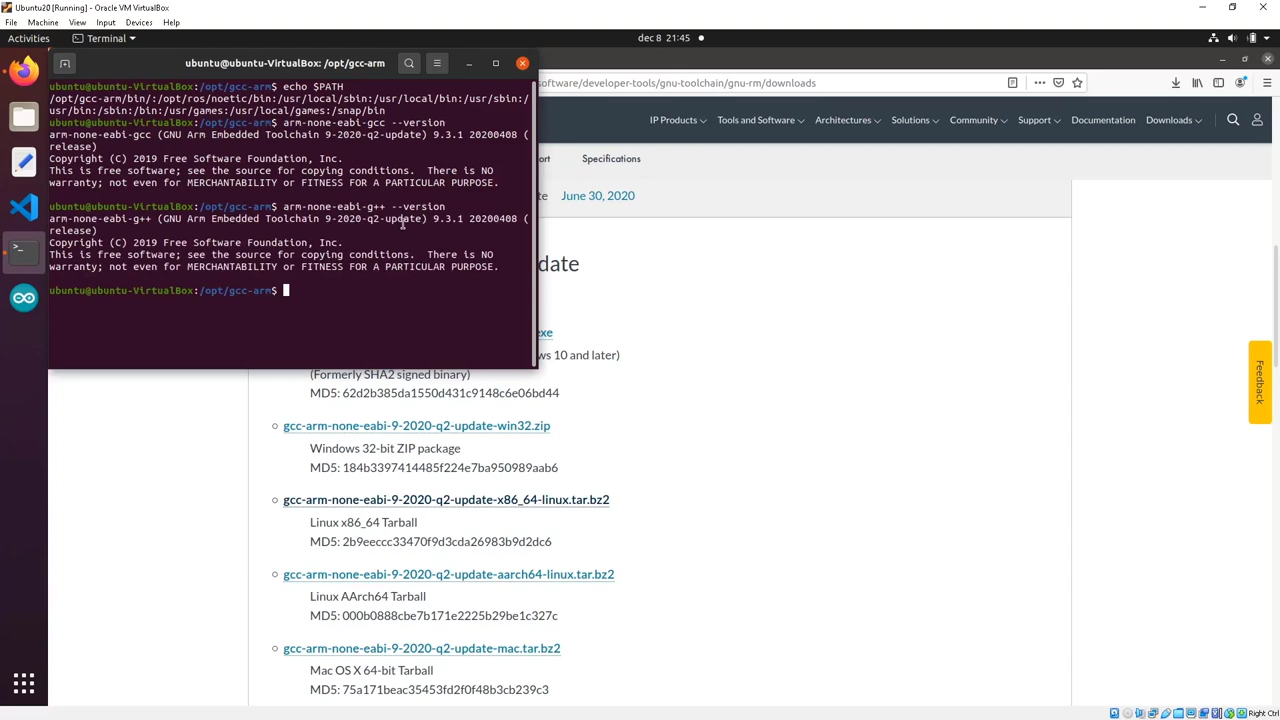 Ubuntu20 [Running] - Oracle VM VirtualBox
File Machine View Input Devices Help
Activities Terminal dec 8 21:45
ubuntu@ubuntu-VirtualBox: /opt/gcc-arm
software/developer-tools/gnu-toolchain/gnu-rm/downloads
ubuntu@ubuntu-VirtualBox:/opt/gcc-arm$ echo $PATH
/opt/gcc-arm/bin/:/opt/ros/noetic/bin:/usr/local/sbin:/usr/local/bin:/usr/sbin:/
usr/bin:/sbin:/bin:/usr/games:/usr/local/games:/snap/bin
ubuntu@ubuntu-VirtualBox:/opt/gcc-arm$ arm-none-eabi-gcc --version
arm-none-eabi-gcc (GNU Arm Embedded Toolchain 9-2020-q2-update) 9.3.1 20200408 (
release)
Copyright (C) 2019 Free Software Foundation, Inc.
This is free software; see the source for copying conditions.  There is NO
warranty; not even for MERCHANTABILITY or FITNESS FOR A PARTICULAR PURPOSE.
ubuntu@ubuntu-VirtualBox:/opt/gcc-arm$ arm-none-eabi-g++ --version
arm-none-eabi-g++ (GNU Arm Embedded Toolchain 9-2020-q2-update) 9.3.1 20200408 (
release)
Copyright (C) 2019 Free Software Foundation, Inc.
This is free software; see the source for copying conditions.  There is NO
warranty; not even for MERCHANTABILITY or FITNESS FOR A PARTICULAR PURPOSE.
ubuntu@ubuntu-VirtualBox:/opt/gcc-arm$
IP Products Tools and Software Architectures Solutions Community Support Documentation Downloads
ort Specifications
te June 30, 2020
date
exe
ws 10 and later)
(Formerly SHA2 signed binary)
MD5: 62d2b385da1550d431c9148c6e06bd44
gcc-arm-none-eabi-9-2020-q2-update-win32.zip
Windows 32-bit ZIP package
MD5: 184b3397414485f224e7ba950989aab6
gcc-arm-none-eabi-9-2020-q2-update-x86_64-linux.tar.bz2
Linux x86_64 Tarball
MD5: 2b9eeccc33470f9d3cda26983b9d2dc6
gcc-arm-none-eabi-9-2020-q2-update-aarch64-linux.tar.bz2
Linux AArch64 Tarball
MD5: 000b0888cbe7b171e2225b29be1c327c
gcc-arm-none-eabi-9-2020-q2-update-mac.tar.bz2
Mac OS X 64-bit Tarball
MD5: 75a171beac35453fd2f0f48b3cb239c3
Feedback
Right Ctrl